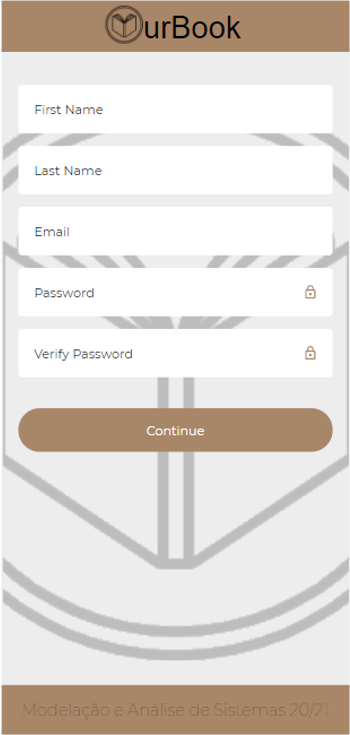 urBook
First Name
Last Name
Email
Password
Verify Password
Continue
Modelação e Análise de Sistemas 20/21